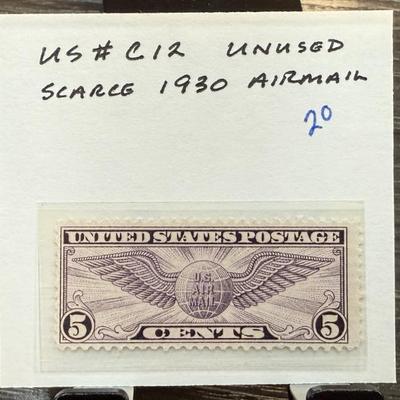 US # C12 UNUSED
SCARCE 1930 AIRMAIL
20
UNITED STATES POSTAGE
U.S.
AIR
MAIL
5 CENTS 5